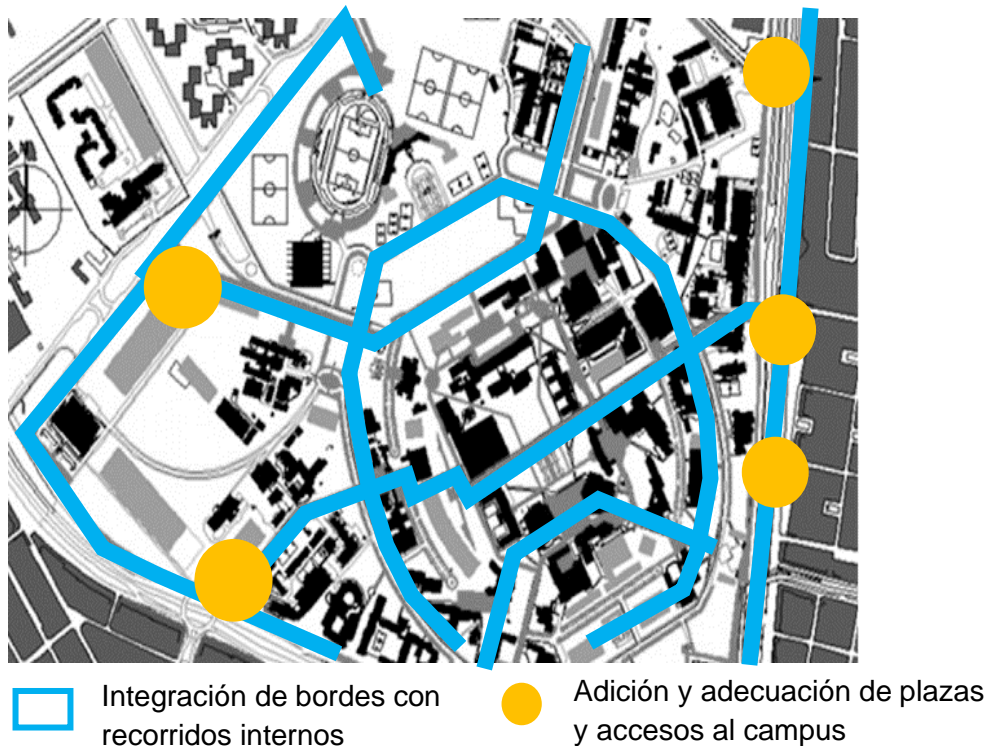 Integración de bordes con
recorridos internos
Adición y adecuación de plazas
y accesos al campus